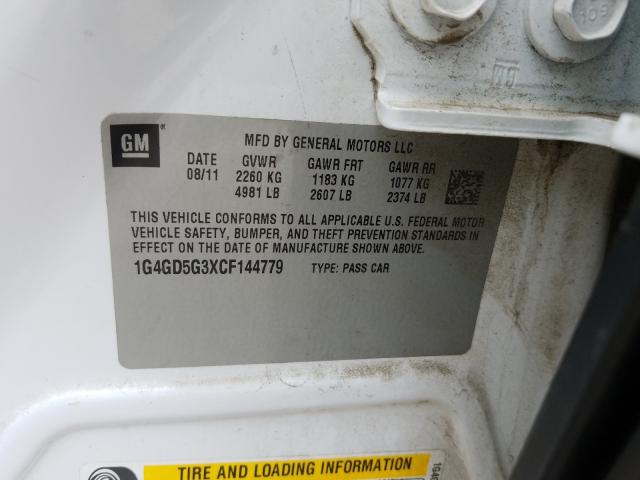 109
GM
MFD BY GENERAL MOTORS LLC
DATE GVWR GAWR FRT GAWR RR
08/11 2260 KG 1183 KG 1077 KG
4981 LB 2607 LB 2374 LB
THIS VEHICLE CONFORMS TO ALL APPLICABLE U.S. FEDERAL MOTOR
VEHICLE SAFETY, BUMPER, AND THEFT PREVENTION STANDARDS IN
EFFECT ON THE DATE OF MANUFACTURE SHOWN ABOVE.
1G4GD5G3XCF144779 TYPE: PASS CAR
TIRE AND LOADING INFORMATION